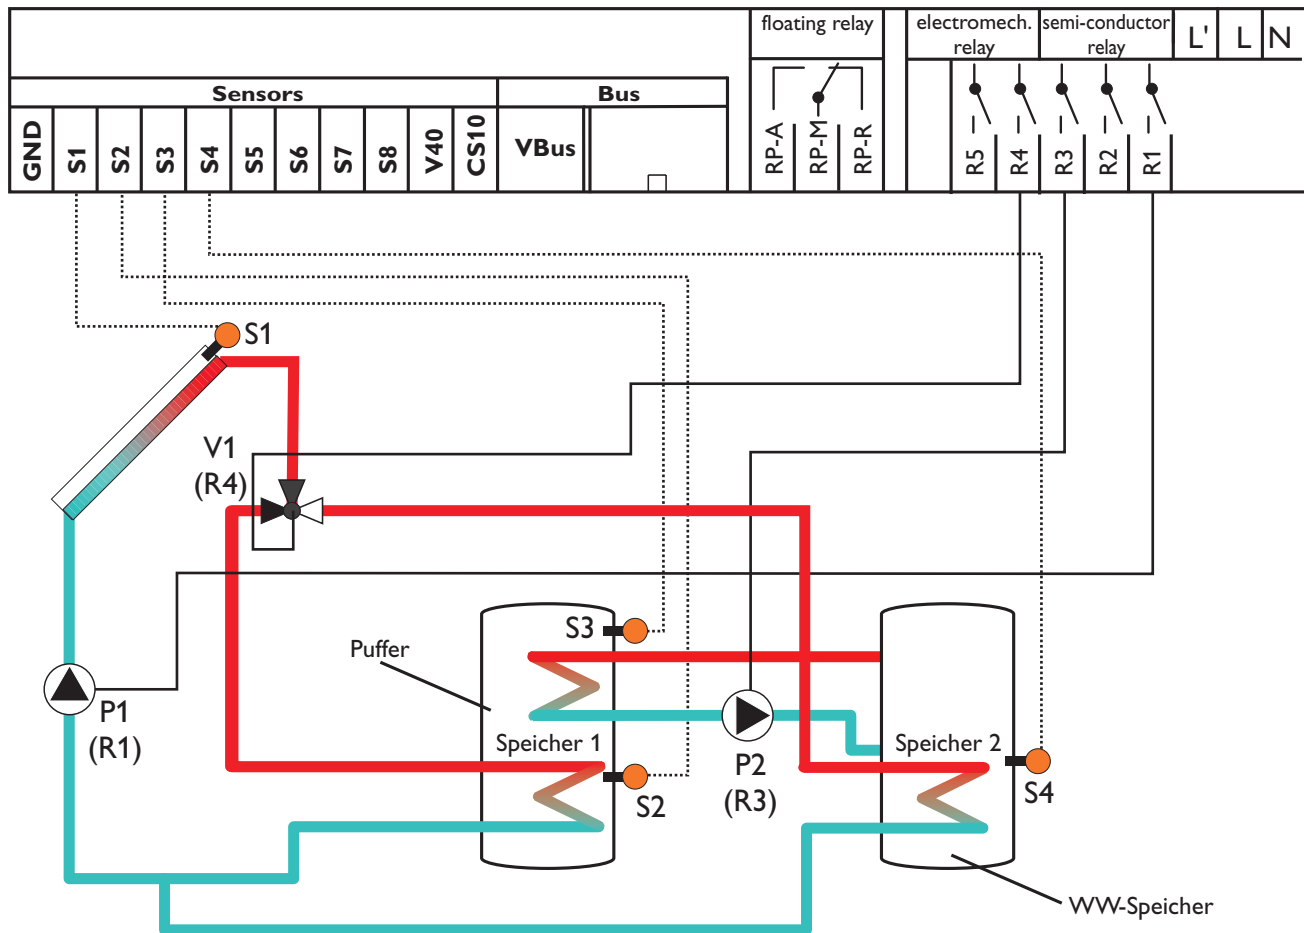 floating relay
electromech.
relay
semi-conductor
relay
L'
L
N
Sensors
Bus
GND
S1
S2
S3
S4
S5
S6
S7
S8
V40
CS10
VBus
RP-A
RP-M
RP-R
R5
R4
R3
R2
R1
S1
V1
(R4)
S3
Puffer
P1
(R1)
Speicher 1
S2
P2
(R3)
Speicher 2
S4
WW-Speicher